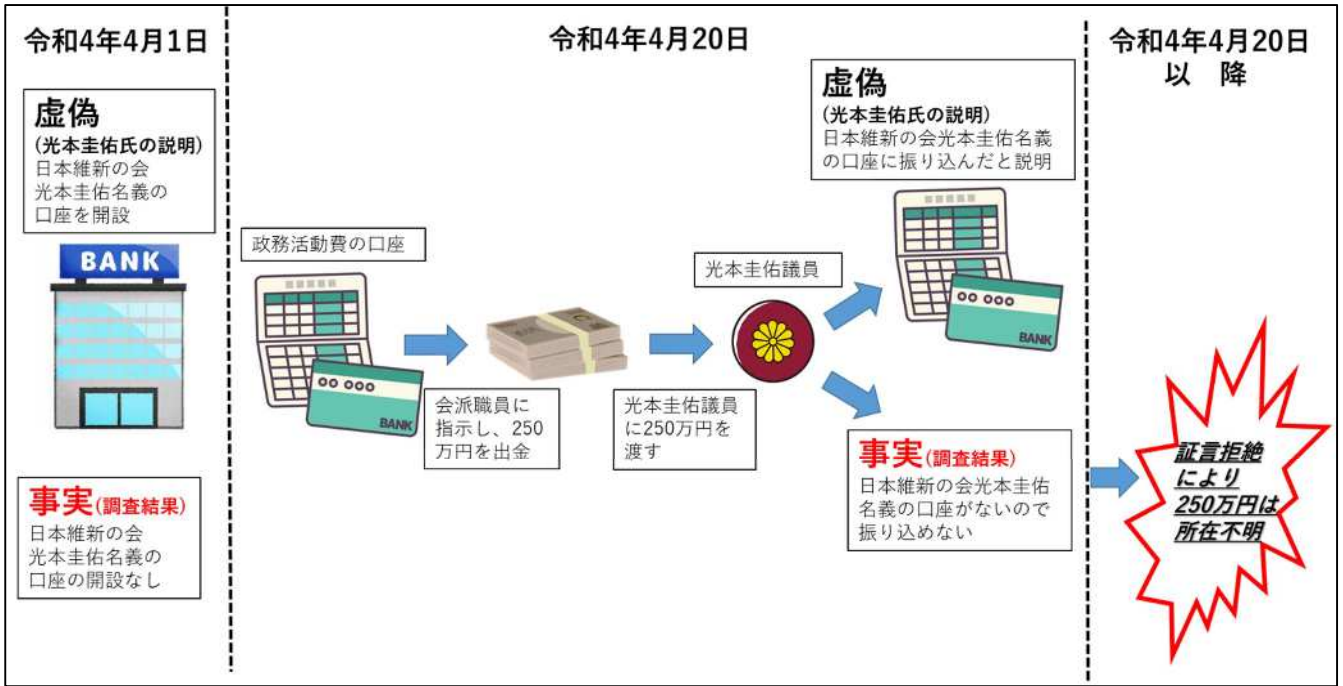 令和4年4月1日
虚偽
(光本圭佑氏の説明)
日本維新の会
光本圭佑名義の
口座を開設
BANK
事実(調査結果)
日本維新の会
光本圭佑名義の
口座の開設なし
令和4年4月20日
政務活動費の口座
BANK
会派職員に
指示し、250
万円を出金
光本圭佑議員
に250万円を
渡す
光本圭佑議員
虚偽
(光本圭佑氏の説明)
日本維新の会光本圭佑名義
の口座に振り込んだと説明
BANK
事実(調査結果)
日本維新の会光本圭佑
名義の口座がないので
振り込めない
令和4年4月20日
以 降
証言拒絶
により
250万円は
所在不明